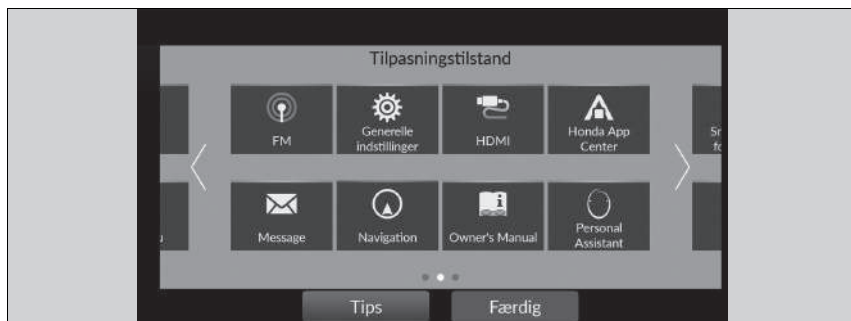 Tilpasningstilstand
FM
Generelle
indstillinger
HDMI
Honda App
Center
Message
Navigation
Owner's Manual
Personal
Assistant
Tips
Færdig